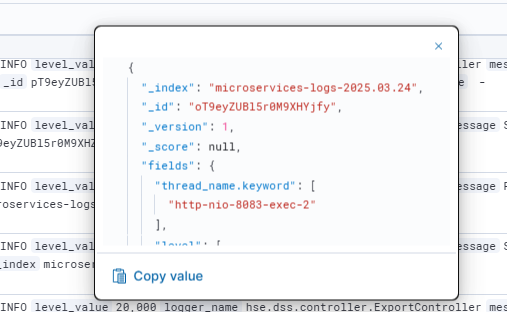 INFO level_val
ller mes
_id pT9eyZUB15
e -
INFO level_val
essage S
9eyZUB15r0M9XHZ
INFO level_val
essage F
roservices-logs
INFO level_val
essage S
_index microser
INFO level_value 20,000 logger_name hse.dss.controller.ExportController mes
×
{
"_index": "microservices-logs-2025.03.24",
"_id": "oT9eyZUB15r0M9XHYjfy",
"_version": 1,
"_score": null,
"fields": {
"thread_name.keyword": [
"http-nio-8083-exec-2"
],
"level": [
Copy value